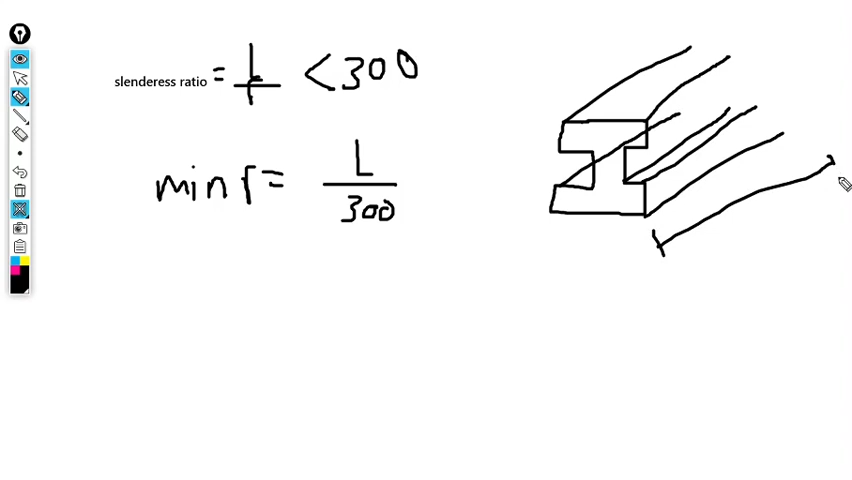 slenderess ratio = L/r < 300
min r = L/300